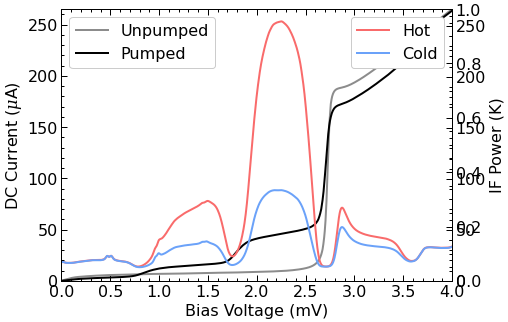 Unpumped
Pumped
Hot
Cold
DC Current (μA)
250
200
150
100
50
0
1.0
0.8
0.6
0.4
0.2
0.0
250
200
150
100
50
0
IF Power (K)
0.0 0.5 1.0 1.5 2.0 2.5 3.0 3.5 4.0
Bias Voltage (mV)